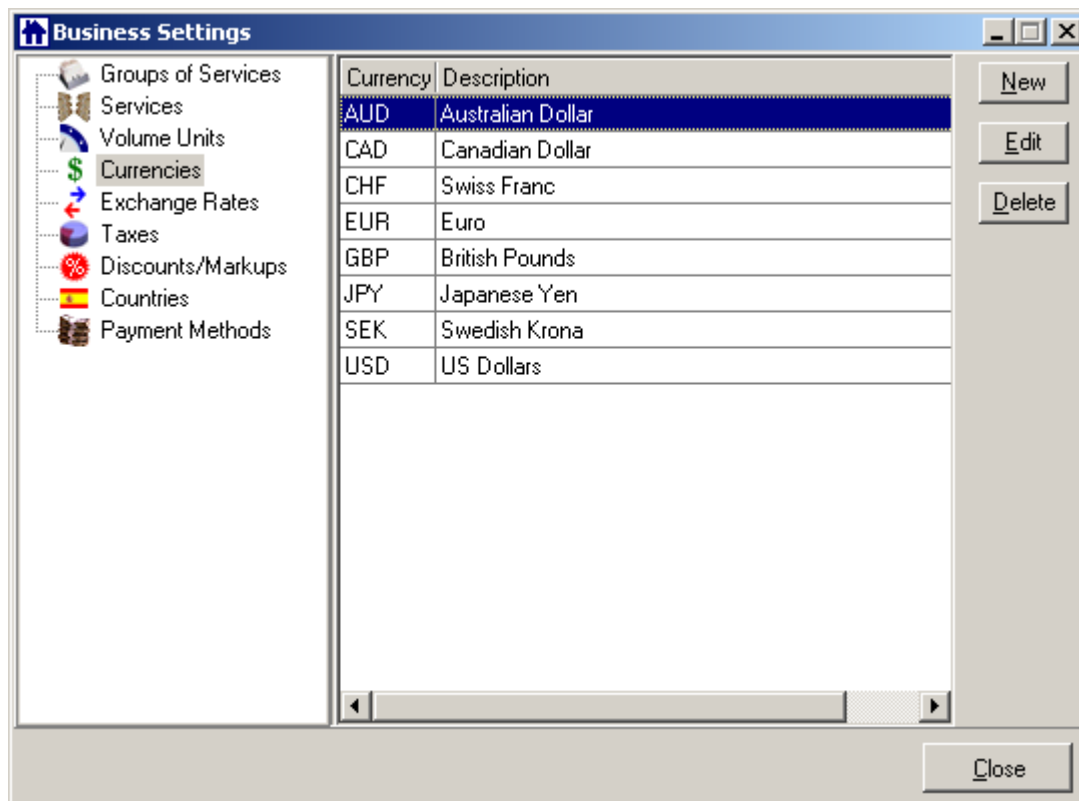 Business Settings
Groups of Services
Services
Volume Units
Currencies
Exchange Rates
Taxes
Discounts/Markups
Countries
Payment Methods
Currency Description
AUD Australian Dollar
CAD Canadian Dollar
CHF Swiss Franc
EUR Euro
GBP British Pounds
JPY Japanese Yen
SEK Swedish Krona
USD US Dollars
New
Edit
Delete
Close